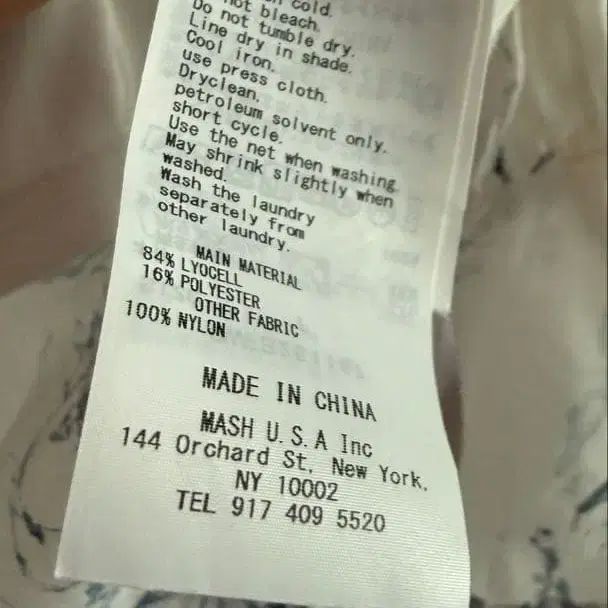 cold.
not bleach.
Do not tumble dry.
Line dry in shade.
Cool iron.
use press cloth.
Dryclean,
petroleum solvent only.
short cycle.
Use the net when washing.
May shrink slightly when
washed.
Wash the laundry
separately from
other laundry.
MAIN MATERIAL
84% LYOCELL
16% POLYESTER
OTHER FABRIC
100% NYLON
MADE IN CHINA
MASH U.S.A Inc
144 Orchard St, New York,
NY 10002
TEL 917 409 5520